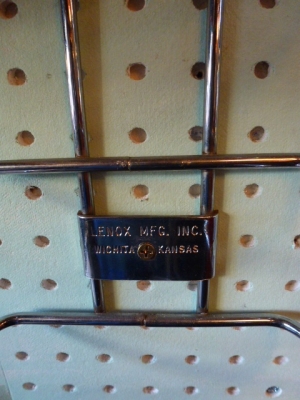 LENOX MFG. INC.
WICHITA KANSAS